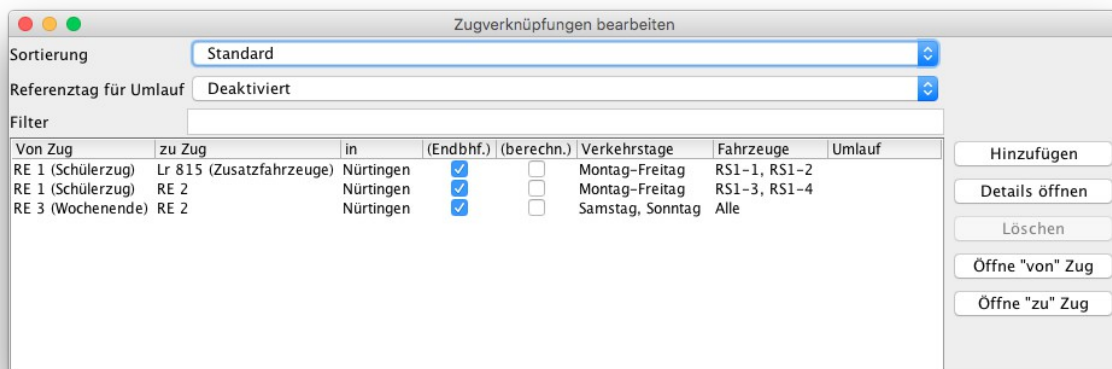 Zugverknüpfungen bearbeiten
Sortierung Standard
Referenztag für Umlauf Deaktiviert
Filter
Von Zug zu Zug in (Endbhf.) (berechn.) Verkehrstage Fahrzeuge Umlauf
RE 1 (Schülerzug) Lr 815 (Zusatzfahrzeuge) Nürtingen Montag-Freitag RS1-1, RS1-2
RE 1 (Schülerzug) RE 2 Nürtingen Montag-Freitag RS1-3, RS1-4
RE 3 (Wochenende) RE 2 Nürtingen Samstag, Sonntag Alle
Hinzufügen
Details öffnen
Löschen
Öffne "von" Zug
Öffne "zu" Zug